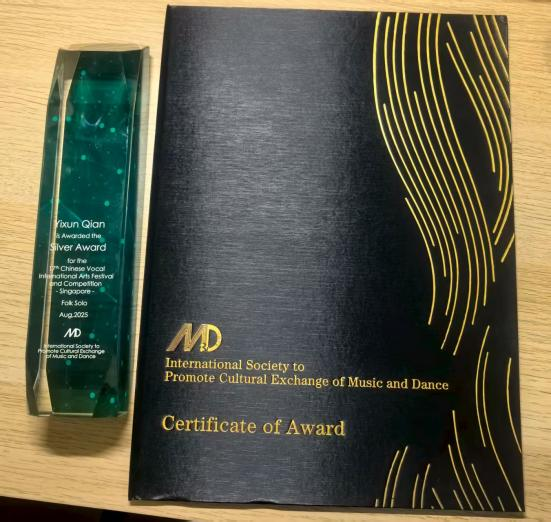 Yixun Qian
is Awarded the
Silver Award
for the
17th Chinese Vocal
International Arts Festival
and Competition
- Singapore -
Folk Solo
Aug,2025
MD
International Society to
Promote Cultural Exchange
of Music and Dance
MD
International Society to
Promote Cultural Exchange of Music and Dance
Certificate of Award